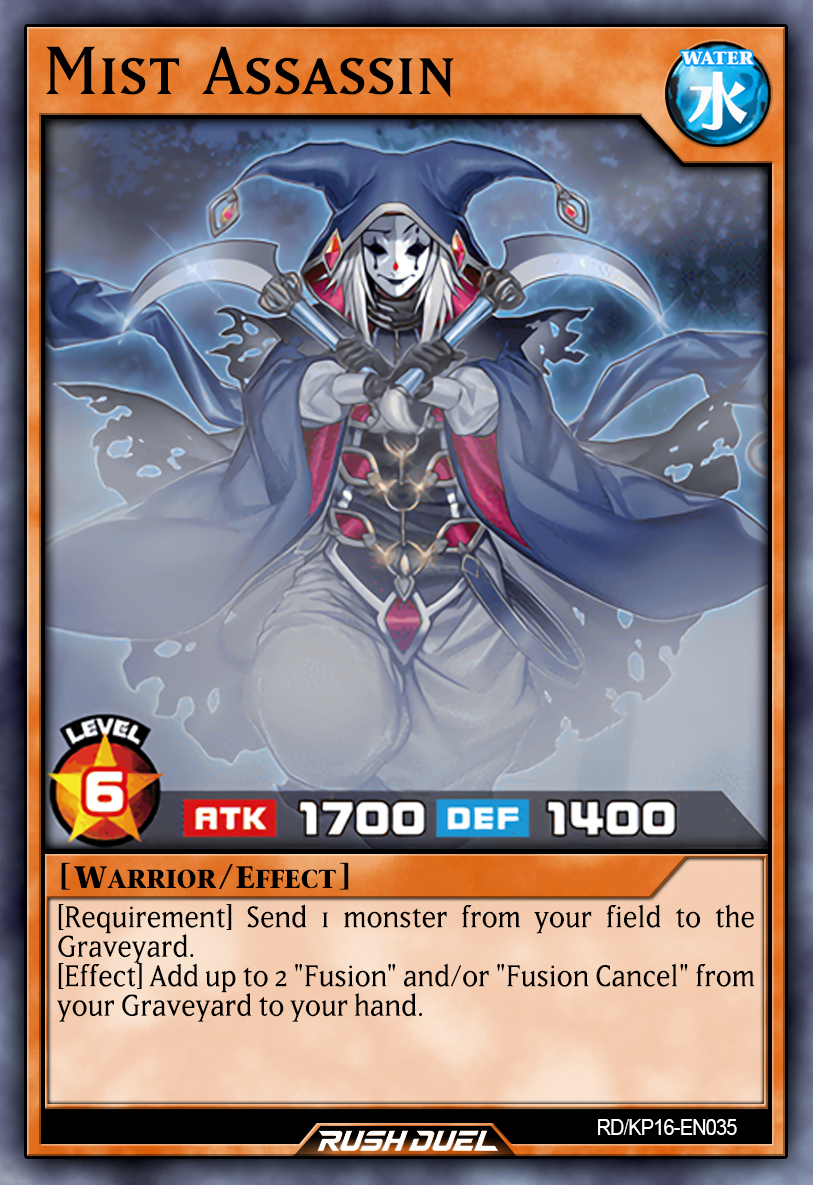 Mist Assassin
WATER
水
LEVEL
6
ATK 1700 DEF 1400
[Warrior/Effect]
[Requirement] Send 1 monster from your field to the
Graveyard.
[Effect] Add up to 2 "Fusion" and/or "Fusion Cancel" from
your Graveyard to your hand.
RD/KP16-EN035
RUSH DUEL